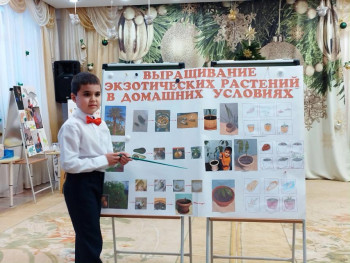 ВЫРАЩИВАНИЕ
ЭКЗОТИЧЕСКИХ РАСТЕНИЙ
В ДОМАШНИХ УСЛОВИЯХ